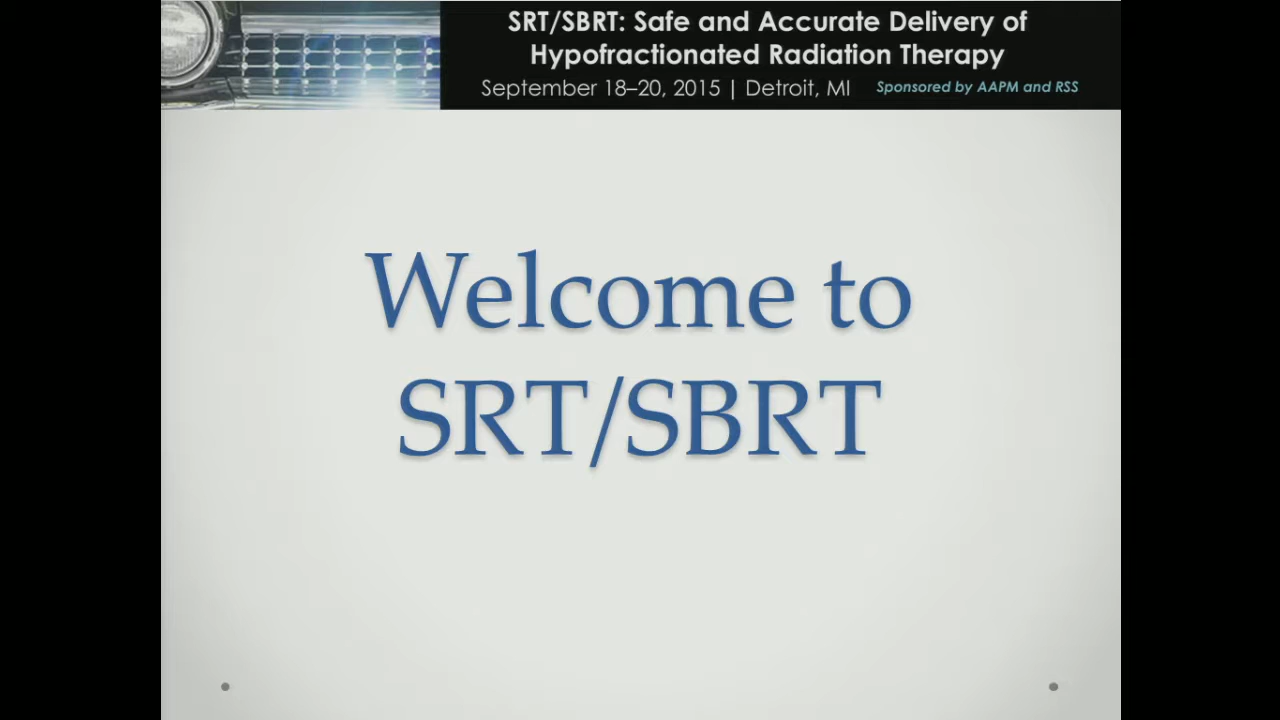 SRT/SBRT: Safe and Accurate Delivery of
Hypofractionated Radiation Therapy
September 18–20, 2015 | Detroit, MI Sponsored by AAPM and RSS
Welcome to
SRT/SBRT